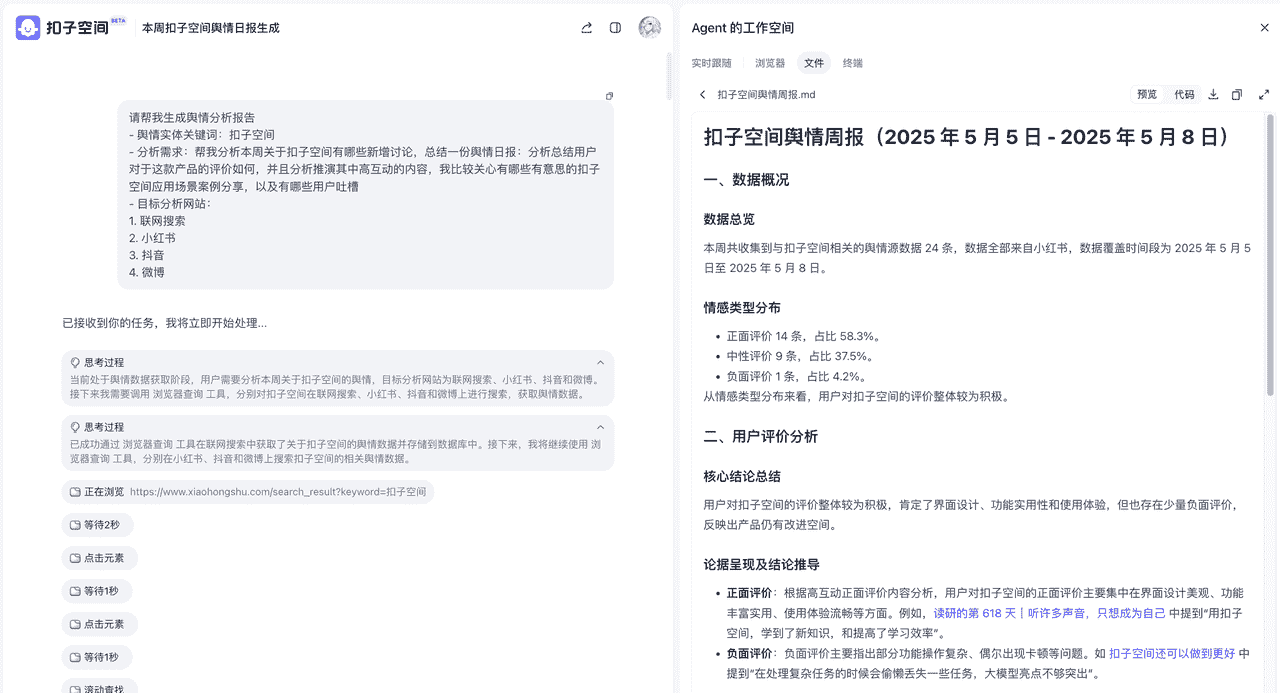 扣子空间 BETA 本周扣子空间舆情日报生成
请帮我生成舆情分析报告
- 舆情实体关键词：扣子空间
- 分析需求：帮我分析本周关于扣子空间有哪些新增讨论，总结一份舆情日报：分析总结用户
对于这款产品的评价如何，并且分析推演其中高互动的内容，我比较关心有哪些有意思的扣子
空间应用场景案例分享，以及有哪些用户吐槽
- 目标分析网站：
1. 联网搜索
2. 小红书
3. 抖音
4. 微博
已接收到你的任务，我将立即开始处理...
思考过程
当前处于舆情数据获取阶段，用户需要分析本周关于扣子空间的舆情，目标分析网站为联网搜索、小红书、抖音和微博。
接下来我需要调用 浏览器查询 工具，分别对扣子空间在联网搜索、小红书、抖音和微博上进行搜索，获取舆情数据。
思考过程
已成功通过 浏览器查询 工具在联网搜索中获取了关于扣子空间的舆情数据并存储到数据库中。接下来，我将继续使用 浏
览器查询 工具，分别在小红书、抖音和微博上搜索扣子空间的相关舆情数据。
正在浏览 https://www.xiaohongshu.com/search_result?keyword=扣子空间
等待2秒
点击元素
等待1秒
点击元素
等待1秒
滚动查找
Agent 的工作空间
实时跟随 浏览器 文件 终端
扣子空间舆情周报.md 预览 代码
扣子空间舆情周报（2025 年 5 月 5 日 - 2025 年 5 月 8 日）
一、数据概况
数据总览
本周共收集到与扣子空间相关的舆情源数据 24 条，数据全部来自小红书，数据覆盖时间段为 2025 年 5 月 5
日至 2025 年 5 月 8 日。
情感类型分布
• 正面评价 14 条，占比 58.3%。
• 中性评价 9 条，占比 37.5%。
• 负面评价 1 条，占比 4.2%。
从情感类型分布来看，用户对扣子空间的评价整体较为积极。
二、用户评价分析
核心结论总结
用户对扣子空间的评价整体较为积极，肯定了界面设计、功能实用性和使用体验，但也存在少量负面评价，
反映出产品仍有改进空间。
论据呈现及结论推导
• 正面评价：根据高互动正面评价内容分析，用户对扣子空间的正面评价主要集中在界面设计美观、功能
丰富实用、使用体验流畅等方面。例如，读研的第 618 天｜听许多声音，只想成为自己 中提到“用扣子
空间，学到了新知识，和提高了学习效率”。
• 负面评价：负面评价主要指出部分功能操作复杂、偶尔出现卡顿等问题。如 扣子空间还可以做到更好 中
提到“在处理复杂任务的时候会偷懒丢失一些任务，大模型亮点不够突出”。